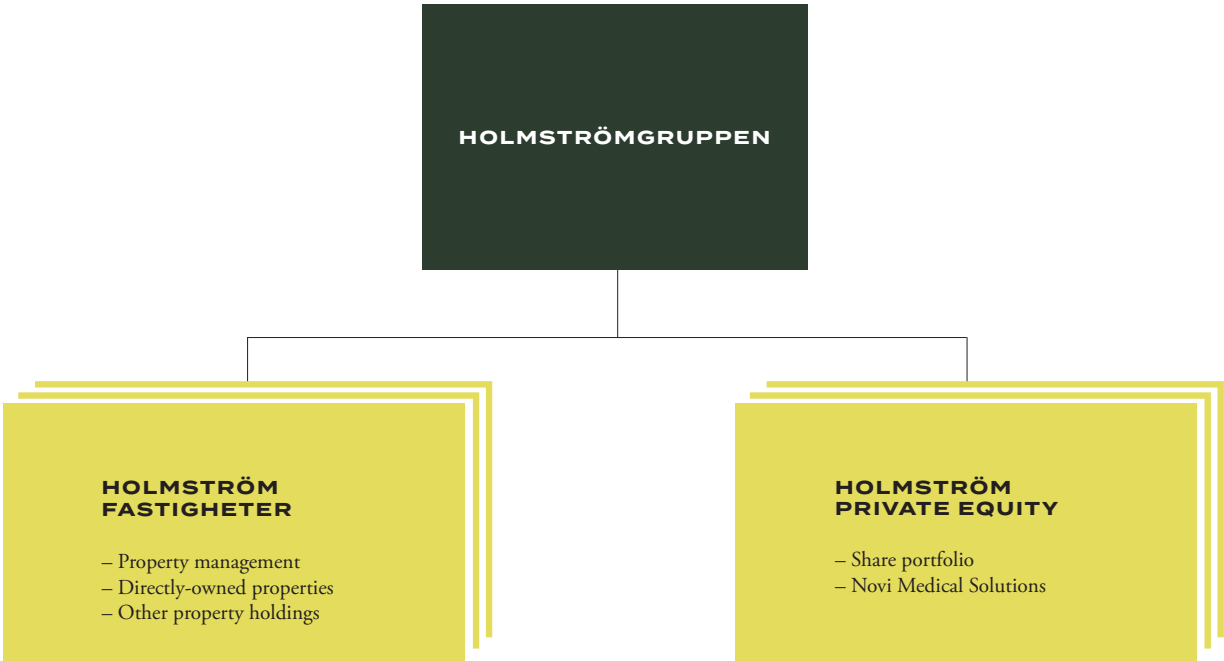 HOLMSTRÖMGRUPPEN
HOLMSTRÖM
FASTIGHETER
– Property management
– Directly-owned properties
– Other property holdings
HOLMSTRÖM
PRIVATE EQUITY
– Share portfolio
– Novi Medical Solutions